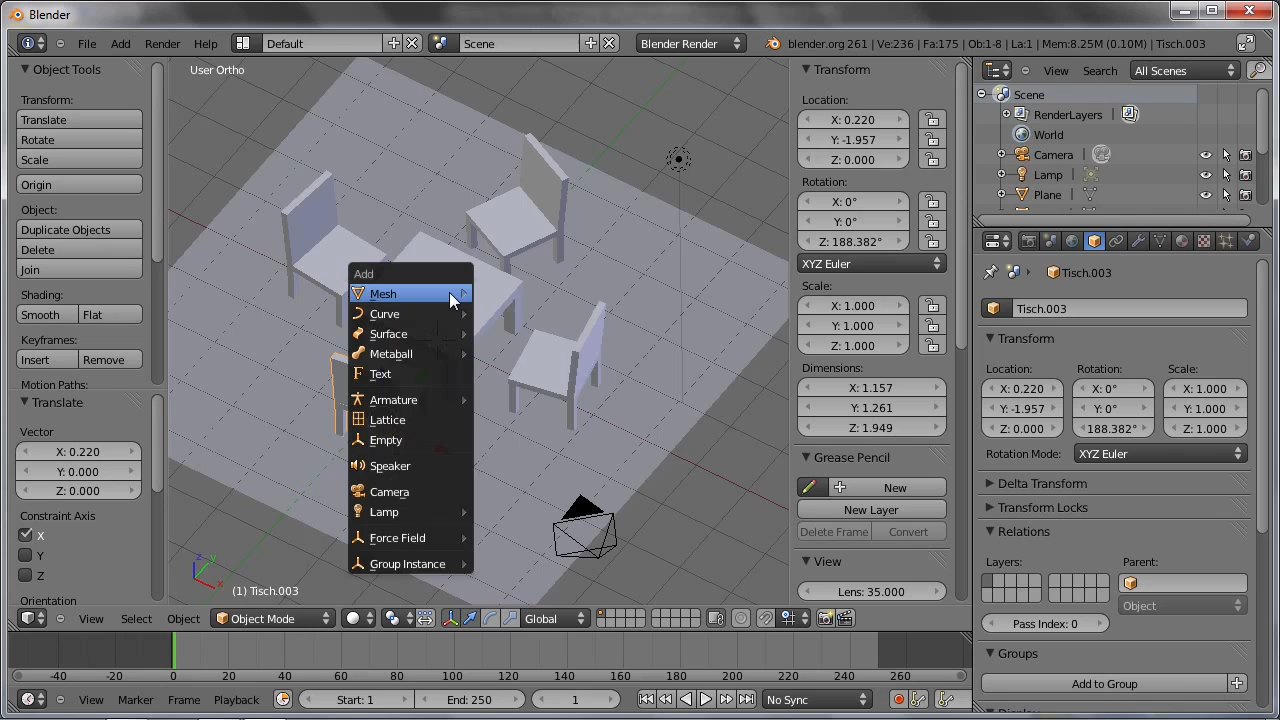 Blender
File Add Render Help Default Scene Blender Render blender.org 261 | Ve:236 | Fa:175 | Ob:1-8 | La:1 | Mem:8.25M (0.10M) | Tisch.003
Object Tools
Transform:
Translate
Rotate
Scale
Origin
Object:
Duplicate Objects
Delete
Join
Shading:
Smooth Flat
Keyframes:
Insert Remove
Motion Paths:
Translate
Vector
X: 0.220
Y: 0.000
Z: 0.000
Constraint Axis
X
Y
Z
Orientation
User Ortho
Add
Mesh
Curve
Surface
Metaball
Text
Armature
Lattice
Empty
Speaker
Camera
Lamp
Force Field
Group Instance
z y
x
(1) Tisch.003
View Select Object Object Mode Global
Transform
Location:
X: 0.220
Y: -1.957
Z: 0.000
Rotation:
X: 0°
Y: 0°
Z: 188.382°
XYZ Euler
Scale:
X: 1.000
Y: 1.000
Z: 1.000
Dimensions:
X: 1.157
Y: 1.261
Z: 1.949
Grease Pencil
New
New Layer
Delete Frame Convert
View
Lens: 35.000
View Search All Scenes
Scene
RenderLayers
World
Camera
Lamp
Plane
Tisch.003
Tisch.003
Transform
Location: Rotation: Scale:
X: 0.220 X: 0° X: 1.000
Y: -1.957 Y: 0° Y: 1.000
Z: 0.000 188.382° Z: 1.000
Rotation Mode: XYZ Euler
Delta Transform
Transform Locks
Relations
Layers: Parent:
Object
Pass Index: 0
Groups
Add to Group
-40 -20 0 20 40 60 80 100 120 140 160 180 200 220 240 260
View Marker Frame Playback Start: 1 End: 250 1 No Sync